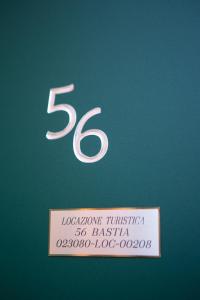 56
LOCAZIONE TURISTICA
56 BASTIA
023080-LOC-00208